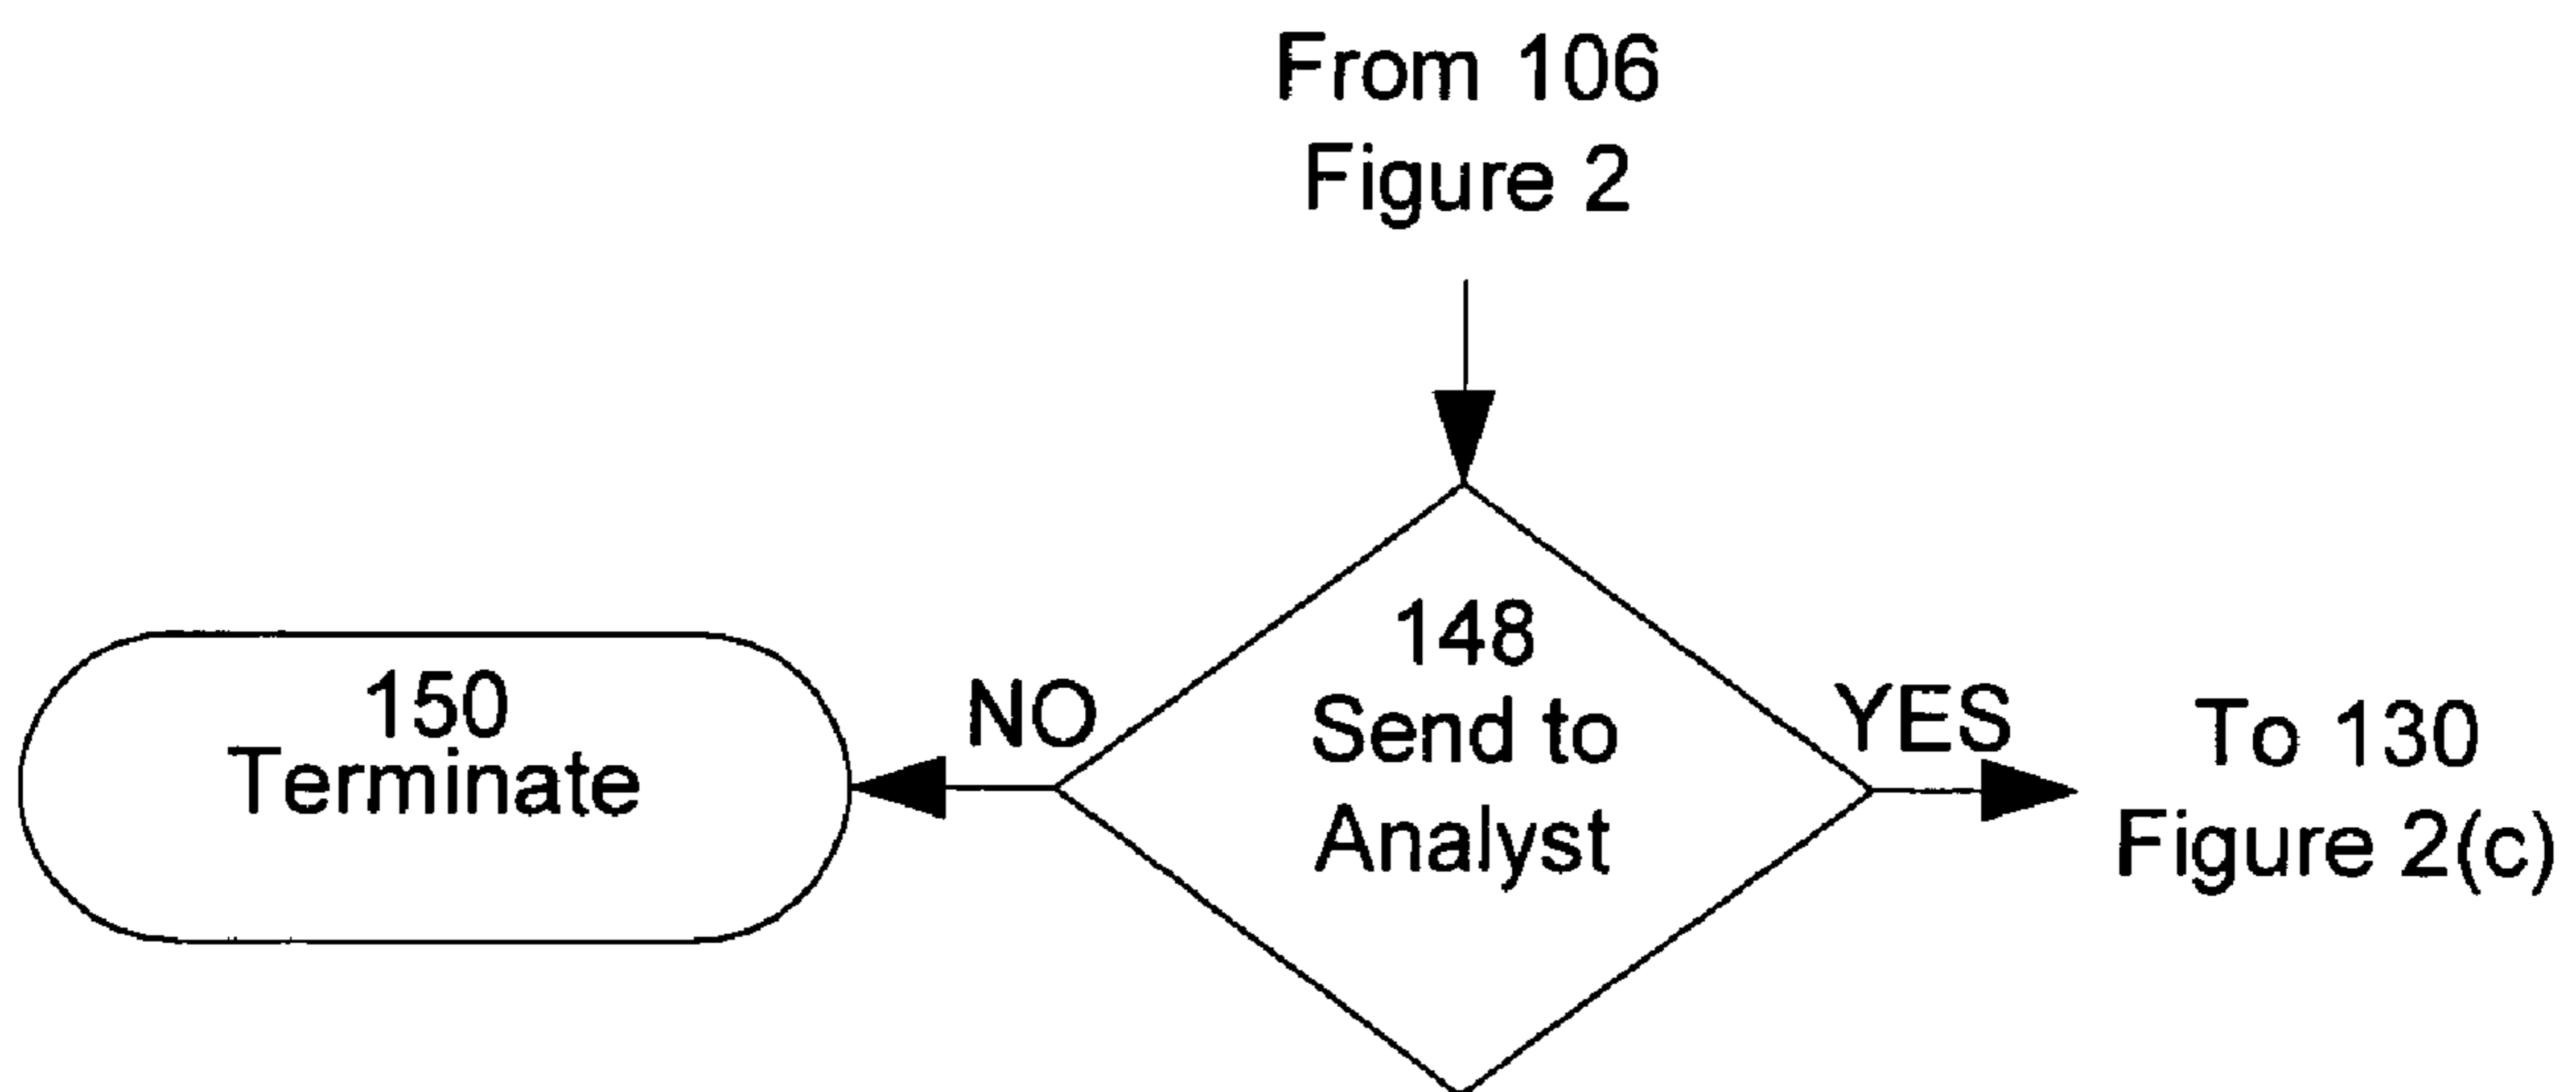 From 106
Figure 2
148
Send to
Analyst
NO
YES
150
Terminate
To 130
Figure 2(c)